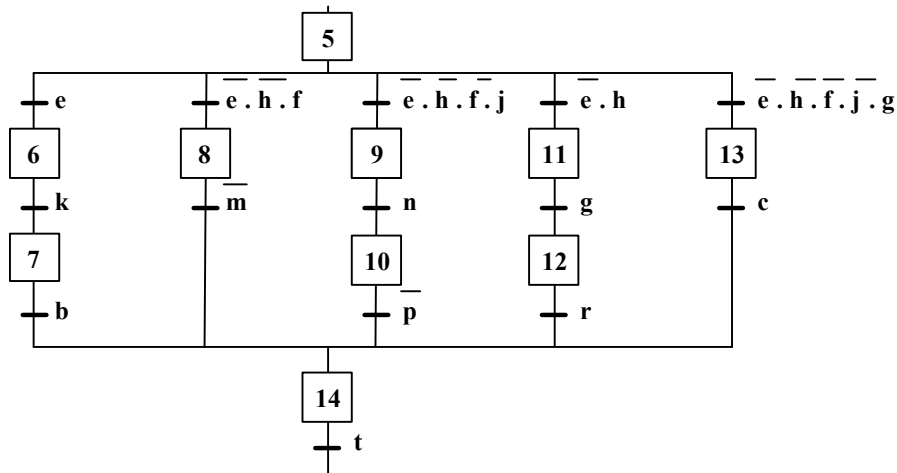 5
e
e̅ . h̅ . f
e̅ . h̅ . f̅ . j
e̅ . h
e̅ . h̅ . f̅ . j̅ . g
6
8
9
11
13
k
m̅
n
g
c
7
10
12
b
p̅
r
14
t